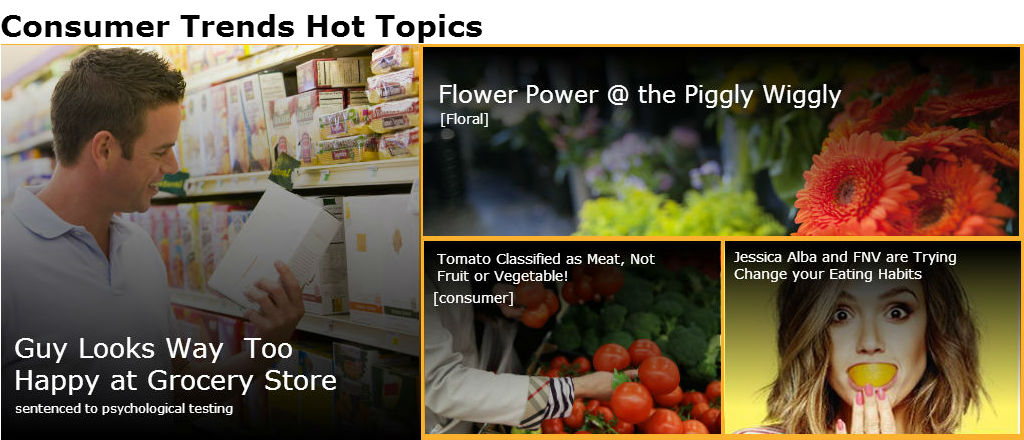 Consumer Trends Hot Topics
Guy Looks Way  Too
Happy at Grocery Store
sentenced to psychological testing
Flower Power @ the Piggly Wiggly
[Floral]
Tomato Classified as Meat, Not
Fruit or Vegetable!
[consumer]
Jessica Alba and FNV are Trying
Change your Eating Habits